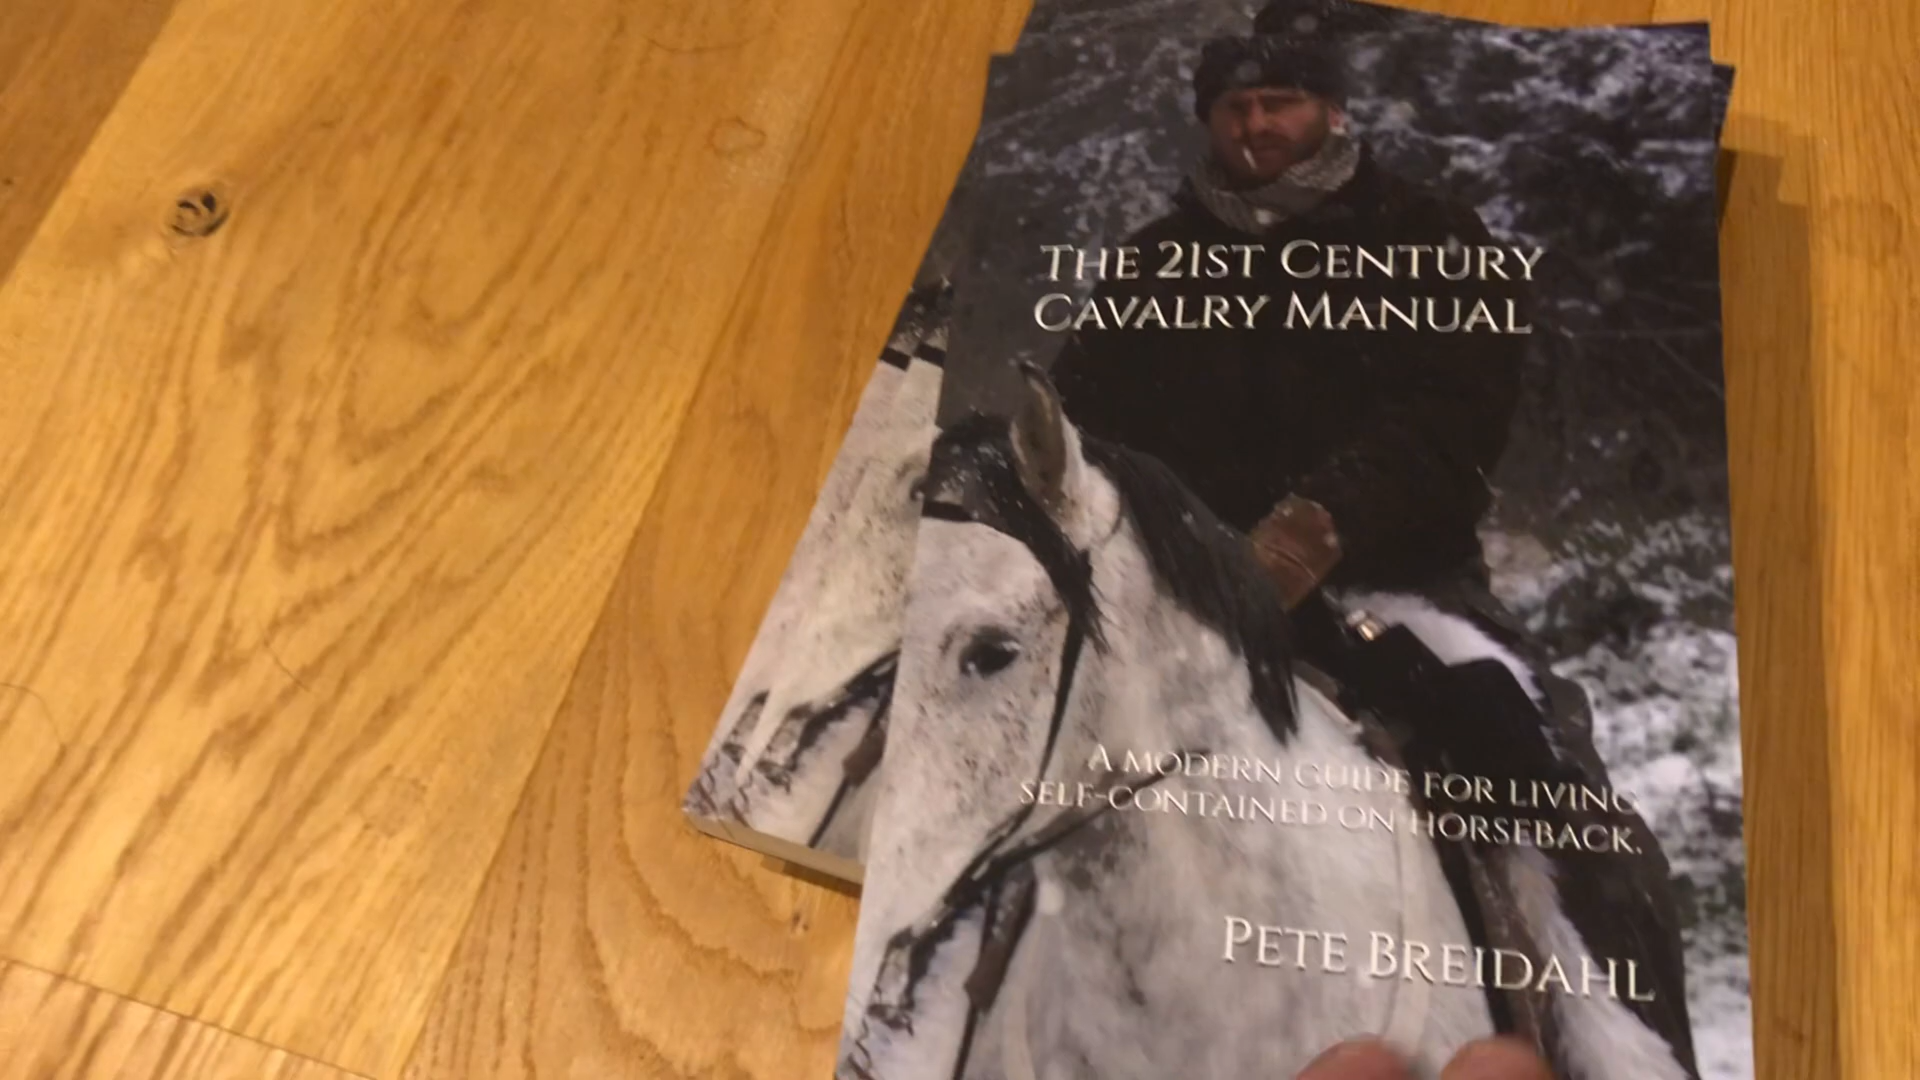 The 21st Century
Cavalry Manual
A modern guide for living
self-contained on horseback.
Pete Breidahl